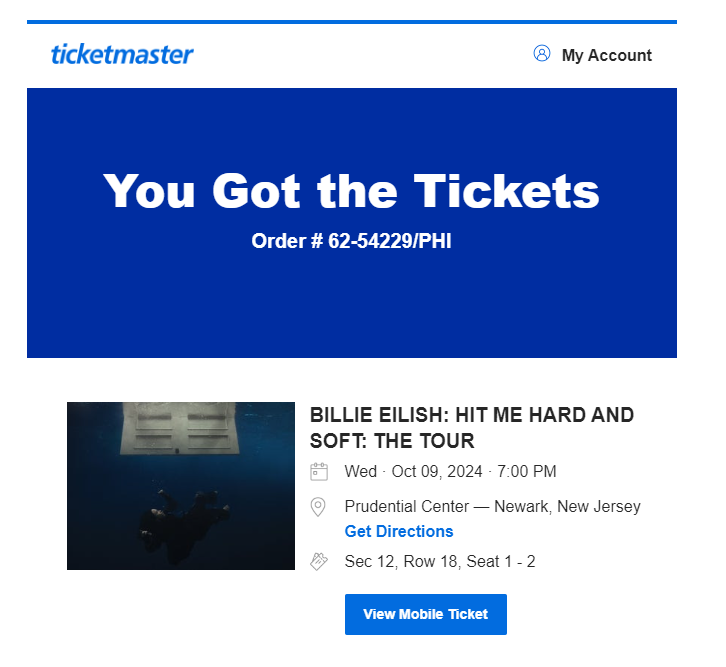 ticketmaster
My Account
You Got the Tickets
Order # 62-54229/PHI
BILLIE EILISH: HIT ME HARD AND
SOFT: THE TOUR
Wed · Oct 09, 2024 · 7:00 PM
Prudential Center — Newark, New Jersey
Get Directions
Sec 12, Row 18, Seat 1 - 2
View Mobile Ticket